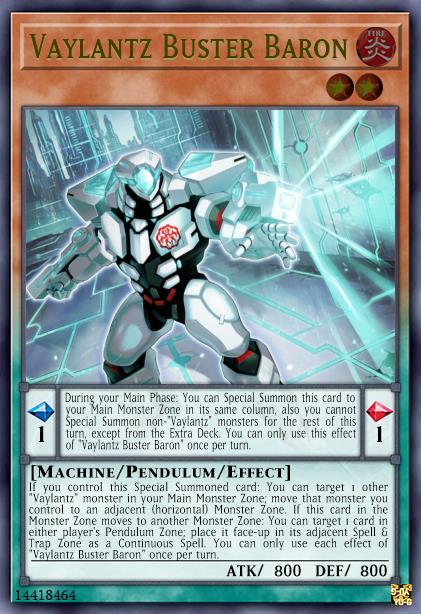 VAYLANTZ BUSTER BARON
FIRE
炎
During your Main Phase: You can Special Summon this card to
your Main Monster Zone in its same column, also you cannot
Special Summon non-"Vaylantz" monsters for the rest of this
turn, except from the Extra Deck. You can only use this effect
of "Vaylantz Buster Baron" once per turn.
1
1
[MACHINE/PENDULUM/EFFECT]
If you control this Special Summoned card: You can target 1 other
"Vaylantz" monster in your Main Monster Zone; move that monster you
control to an adjacent (horizontal) Monster Zone. If this card in the
Monster Zone moves to another Monster Zone: You can target 1 card in
either player's Pendulum Zone; place it face-up in its adjacent Spell &
Trap Zone as a Continuous Spell. You can only use each effect of
"Vaylantz Buster Baron" once per turn.
ATK/ 800 DEF/ 800
14418464